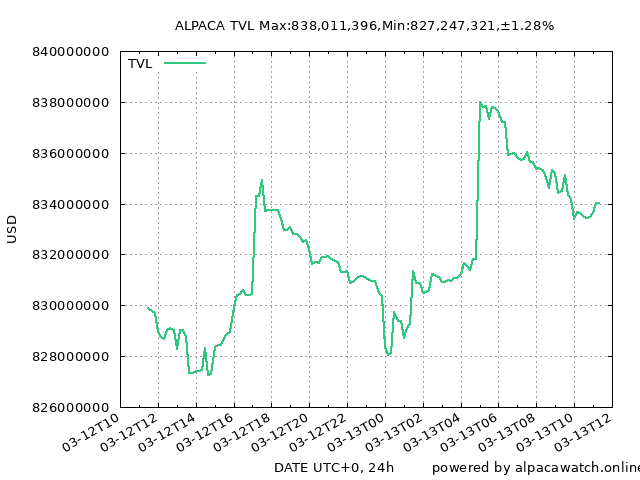 ALPACA TVL Max:838,011,396,Min:827,247,321,±1.28%
840000000
TVL
838000000
836000000
834000000
USD
832000000
830000000
828000000
826000000
03-12T10 03-12T12 03-12T14 03-12T16 03-12T18 03-12T20 03-12T22 03-13T00 03-13T02 03-13T04 03-13T06 03-13T08 03-13T10 03-13T12
DATE UTC+0, 24h powered by alpacawatch.online